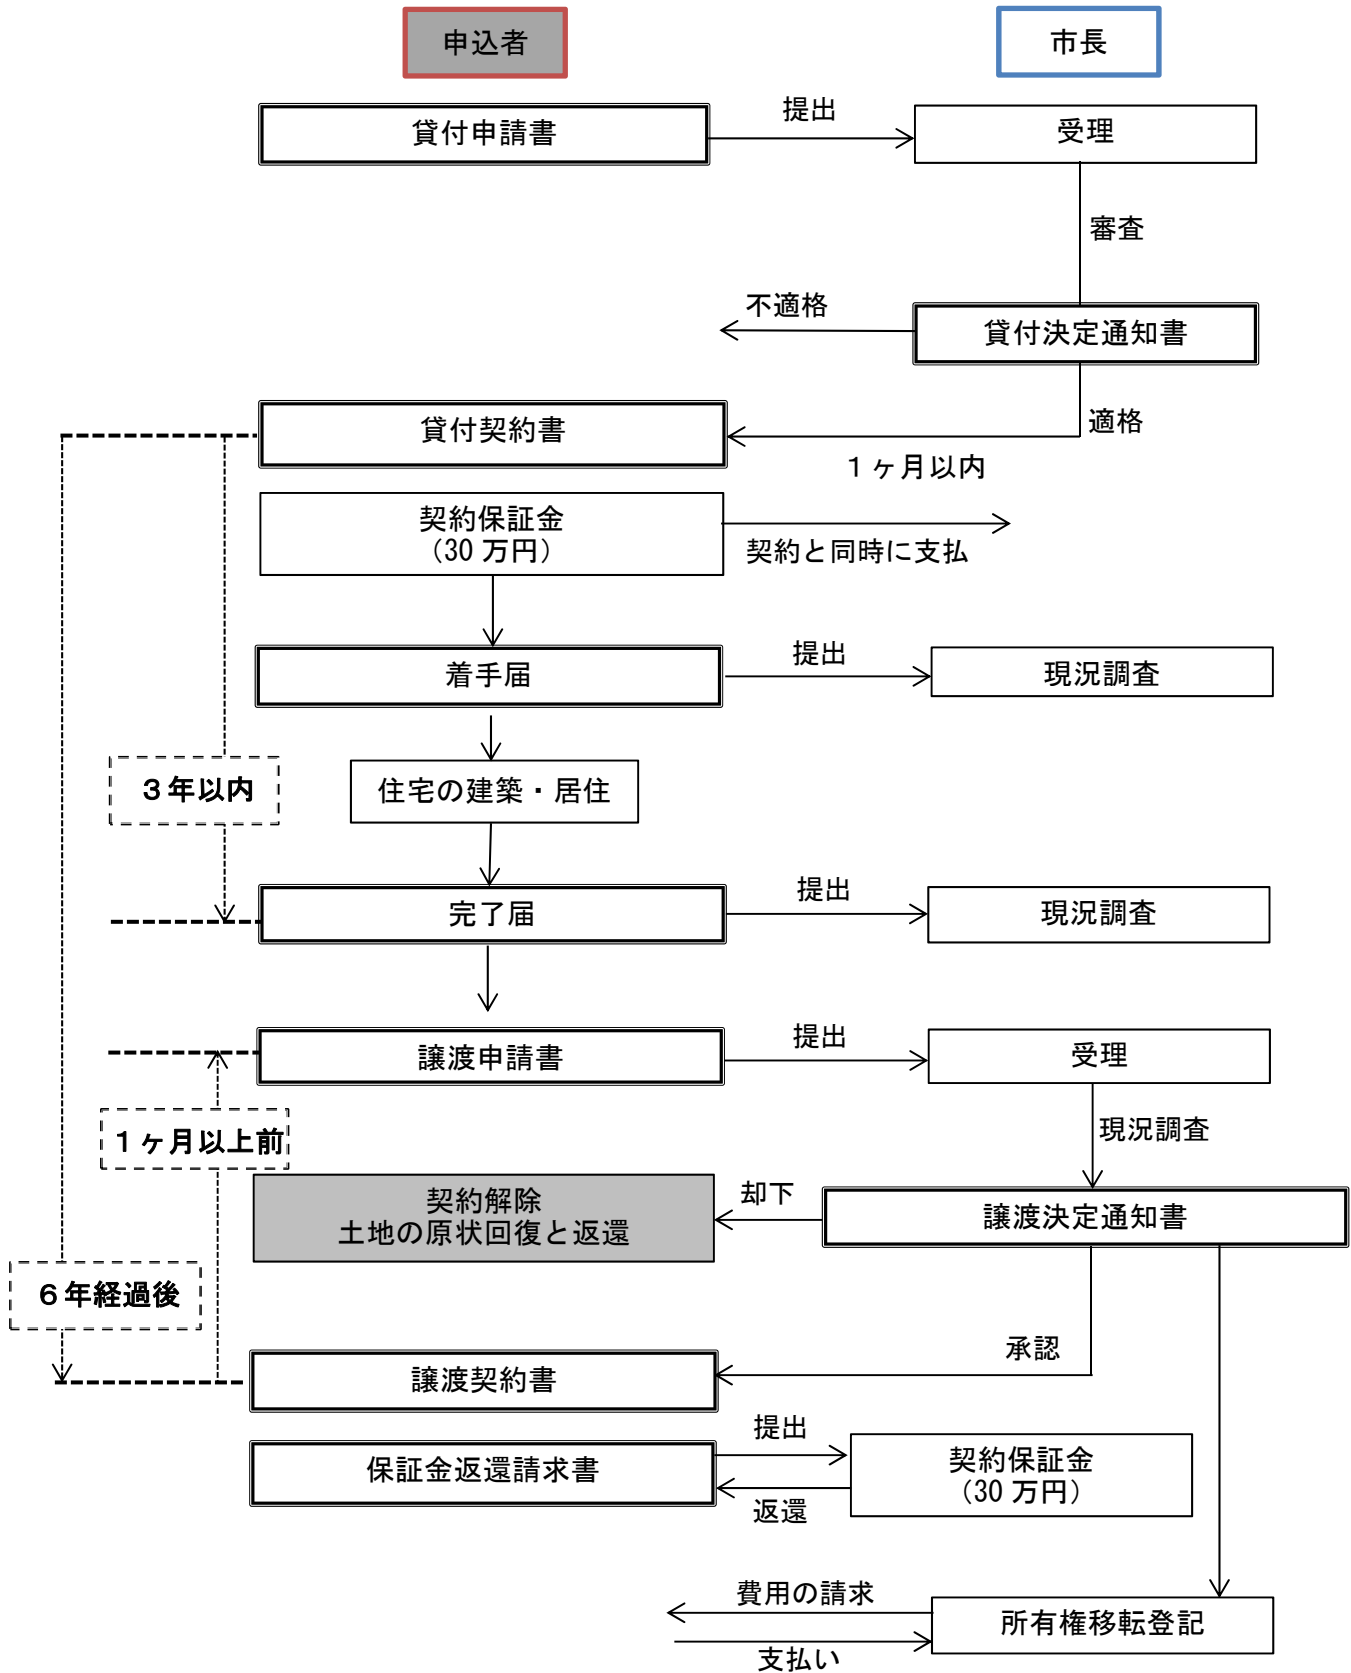 申込者
市長
貸付申請書
提出
受理
審査
不適格
貸付決定通知書
貸付契約書
適格
１ヶ月以内
契約保証金
（30 万円）
契約と同時に支払
着手届
提出
現況調査
３年以内
住宅の建築・居住
完了届
提出
現況調査
譲渡申請書
提出
受理
１ヶ月以上前
現況調査
契約解除
土地の原状回復と返還
却下
譲渡決定通知書
６年経過後
承認
譲渡契約書
保証金返還請求書
提出
返還
契約保証金
（30 万円）
費用の請求
支払い
所有権移転登記